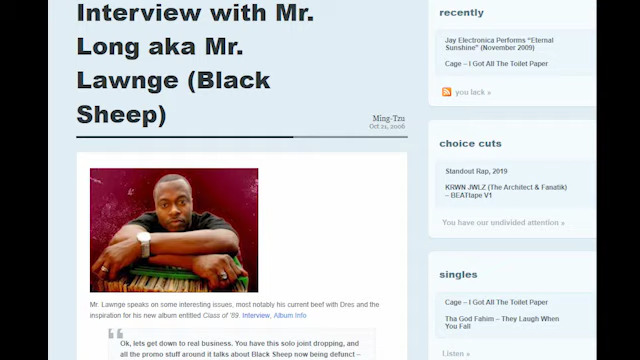 Interview with Mr.
Long aka Mr.
Lawnge (Black
Sheep)
Ming-Tzu
Oct 21, 2006
Mr. Lawnge speaks on some interesting issues, most notably his current beef with Dres and the
inspiration for his new album entitled Class of '89. Interview, Album Info
Ok, lets get down to real business. You have this solo joint dropping, and
all the promo stuff around it talks about Black Sheep now being defunct –
recently
Jay Electronica Performs “Eternal
Sunshine” (November 2009)
Cage – I Got All The Toilet Paper
you lack »
choice cuts
Standout Rap, 2019
KRWN JWLZ (The Architect & Fanatik)
– BEATtape V1
You have our undivided attention »
singles
Cage – I Got All The Toilet Paper
Tha God Fahim – They Laugh When
You Fall
Listen »